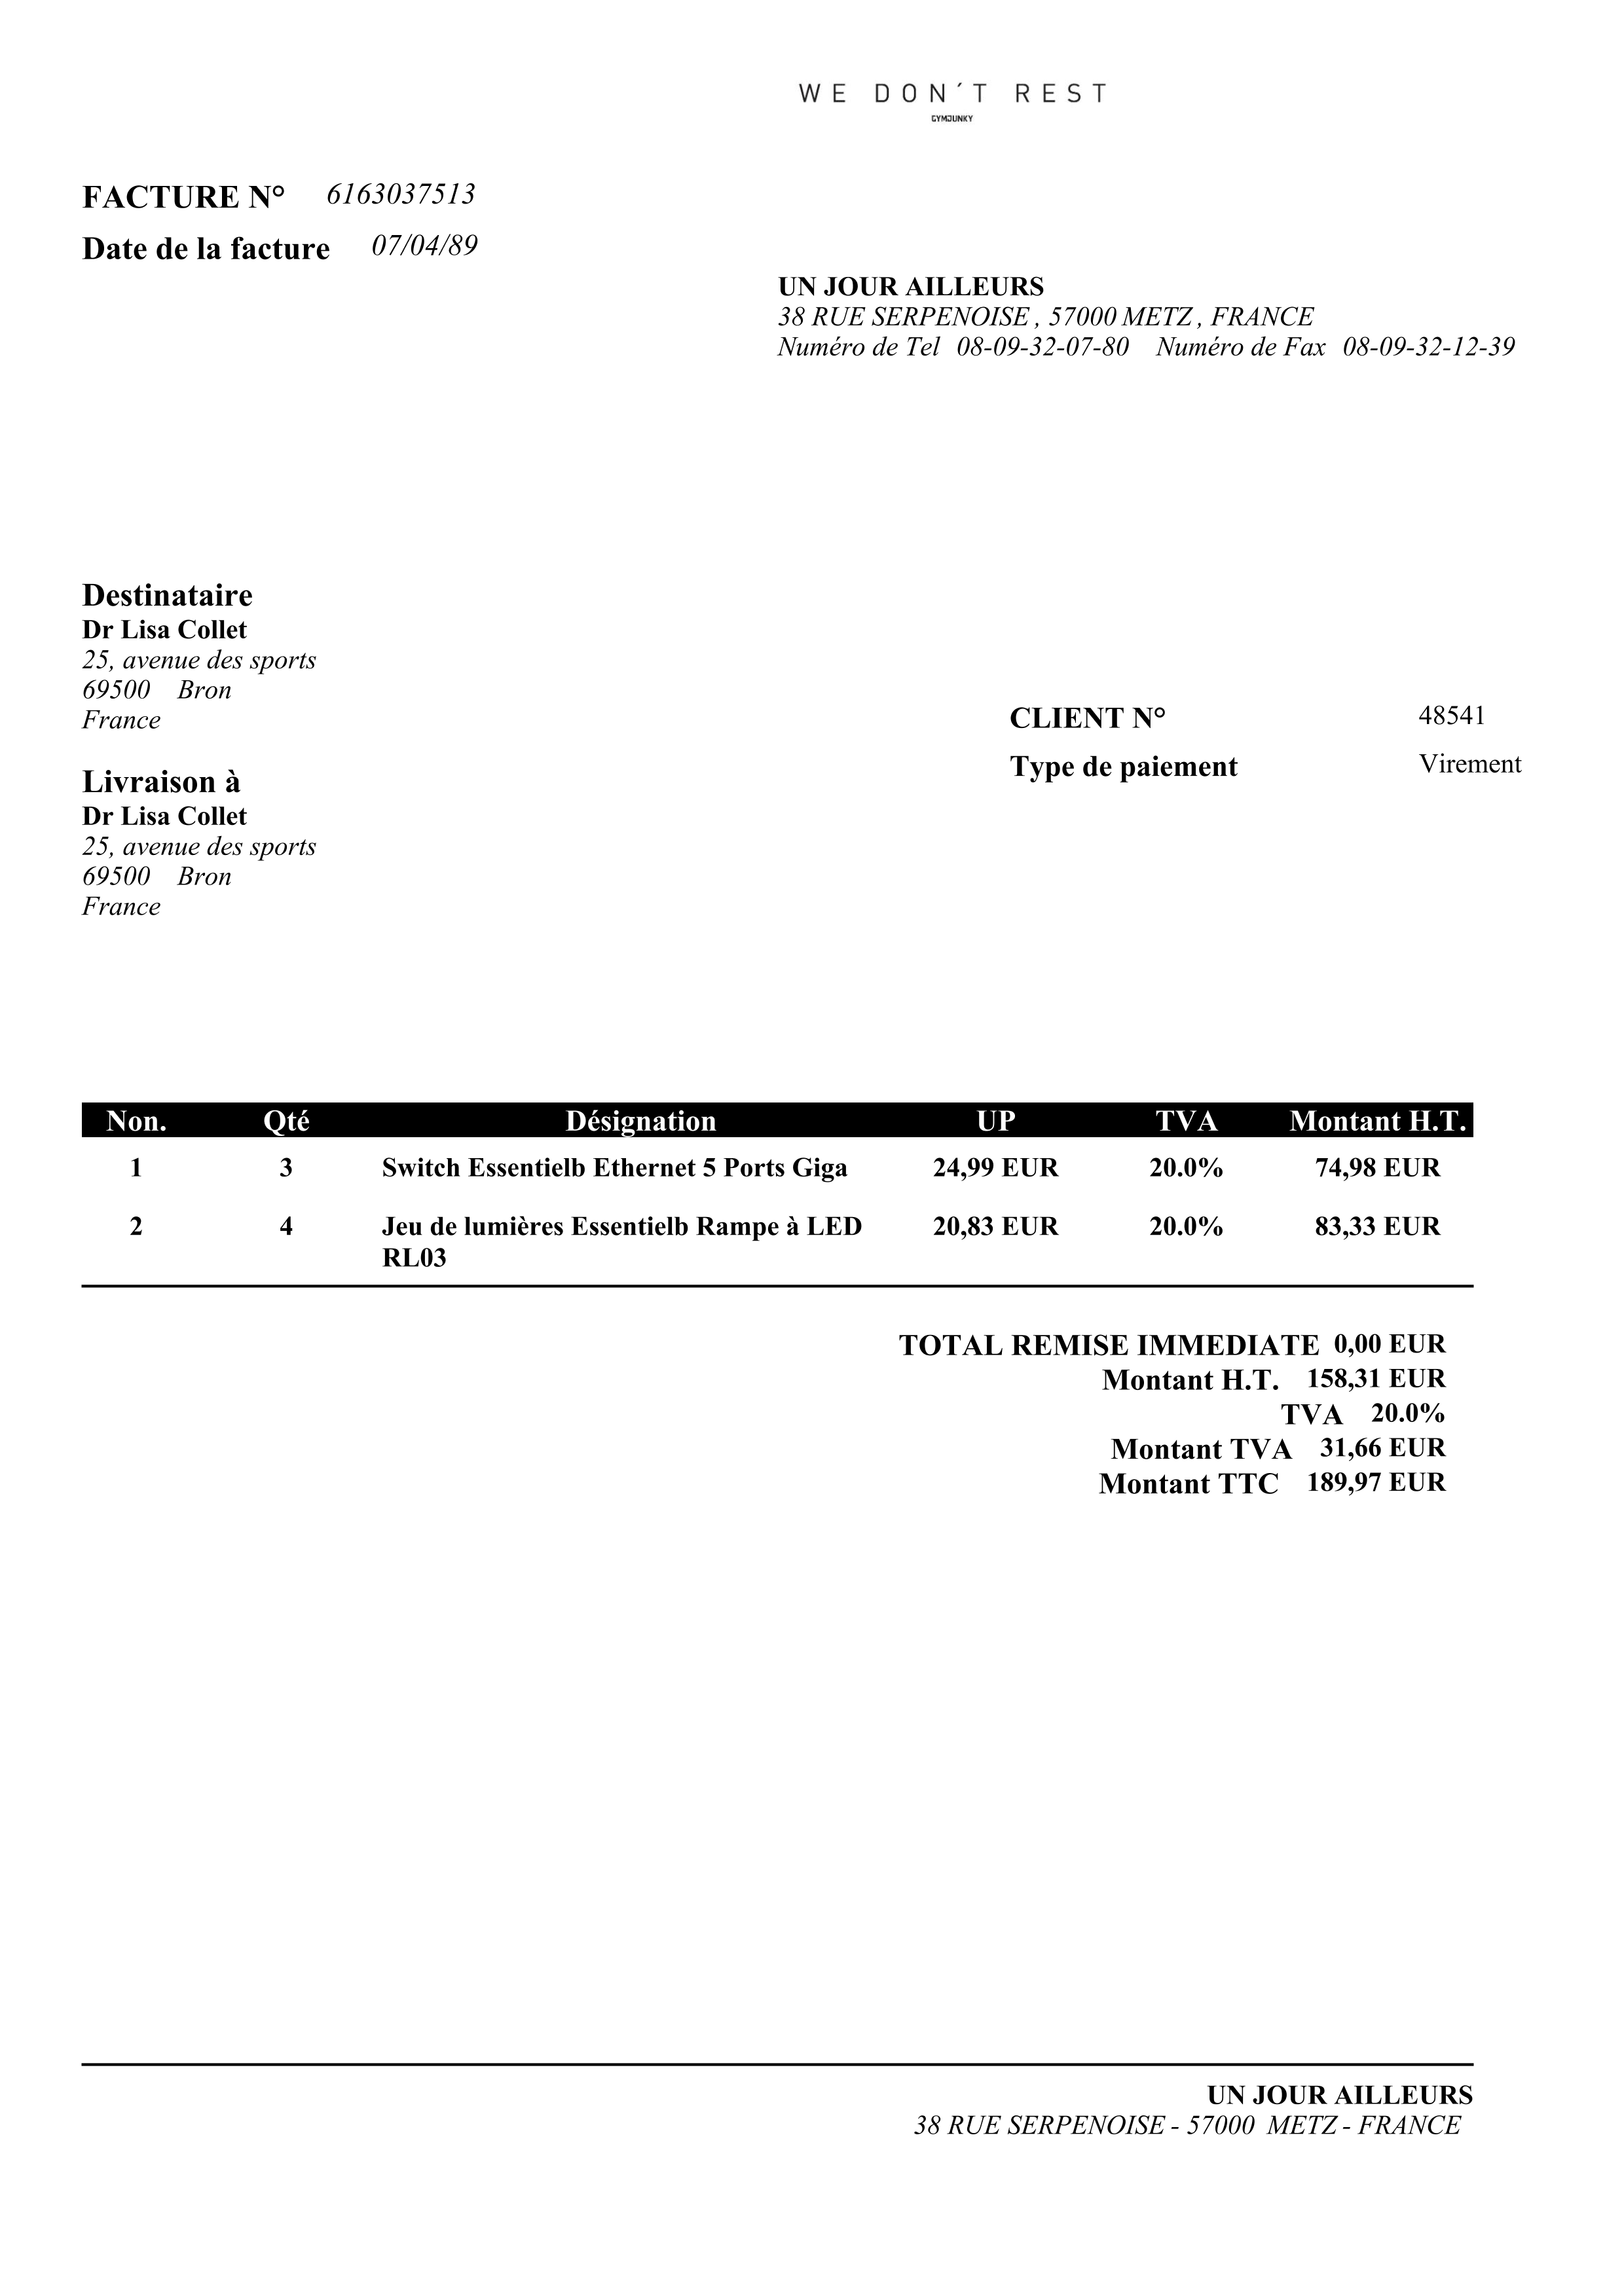 WE DON´T REST
GYMJUNKY
FACTURE N° 6163037513
Date de la facture 07/04/89
UN JOUR AILLEURS
38 RUE SERPENOISE , 57000 METZ , FRANCE
Numéro de Tel 08-09-32-07-80 Numéro de Fax 08-09-32-12-39
Destinataire
Dr Lisa Collet
25, avenue des sports
69500 Bron
France
CLIENT N° 48541
Type de paiement Virement
Livraison à
Dr Lisa Collet
25, avenue des sports
69500 Bron
France
Non. Qté Désignation UP TVA Montant H.T.
1 3 Switch Essentielb Ethernet 5 Ports Giga 24,99 EUR 20.0% 74,98 EUR
2 4 Jeu de lumières Essentielb Rampe à LED 20,83 EUR 20.0% 83,33 EUR
RL03
TOTAL REMISE IMMEDIATE 0,00 EUR
Montant H.T. 158,31 EUR
TVA 20.0%
Montant TVA 31,66 EUR
Montant TTC 189,97 EUR
UN JOUR AILLEURS
38 RUE SERPENOISE - 57000 METZ - FRANCE